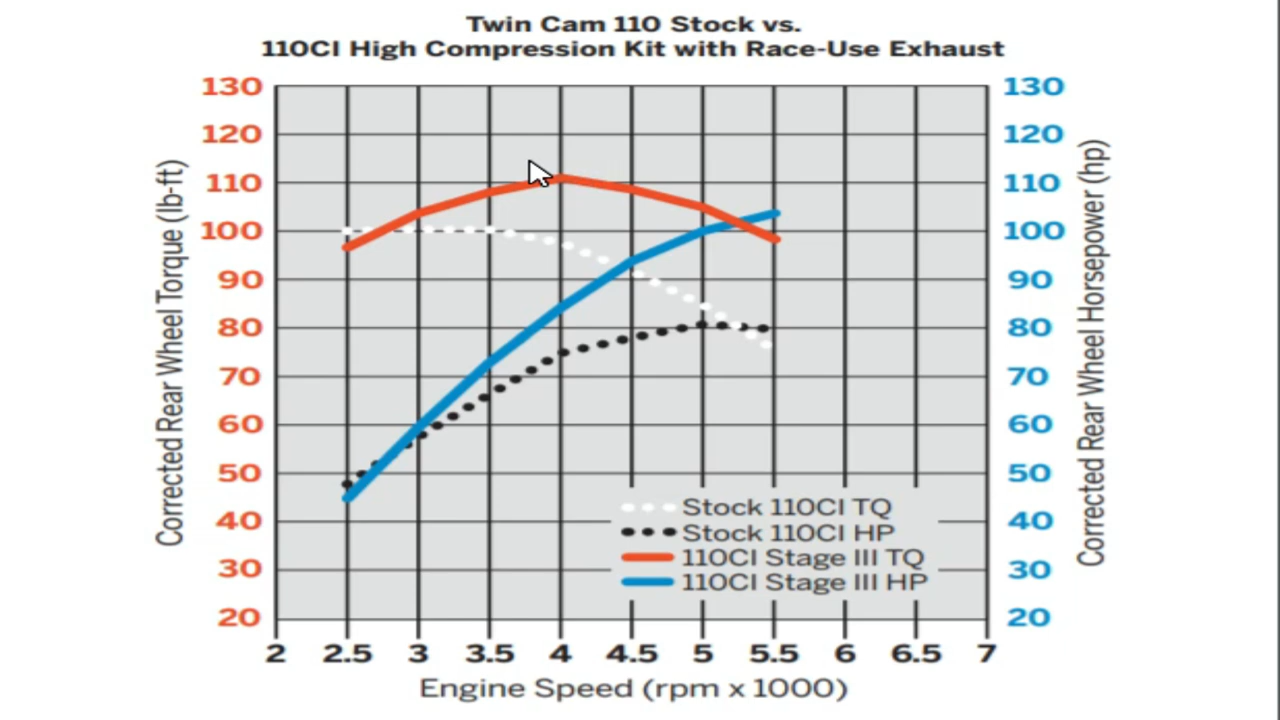 Twin Cam 110 Stock vs.
110CI High Compression Kit with Race-Use Exhaust
130
120
110
100
90
80
70
60
50
40
30
20
Corrected Rear Wheel Torque (lb-ft)
130
120
110
100
90
80
70
60
50
40
30
20
Corrected Rear Wheel Horsepower (hp)
Stock 110CI TQ
Stock 110CI HP
110CI Stage III TQ
110CI Stage III HP
2 2.5 3 3.5 4 4.5 5 5.5 6 6.5 7
Engine Speed (rpm x 1000)